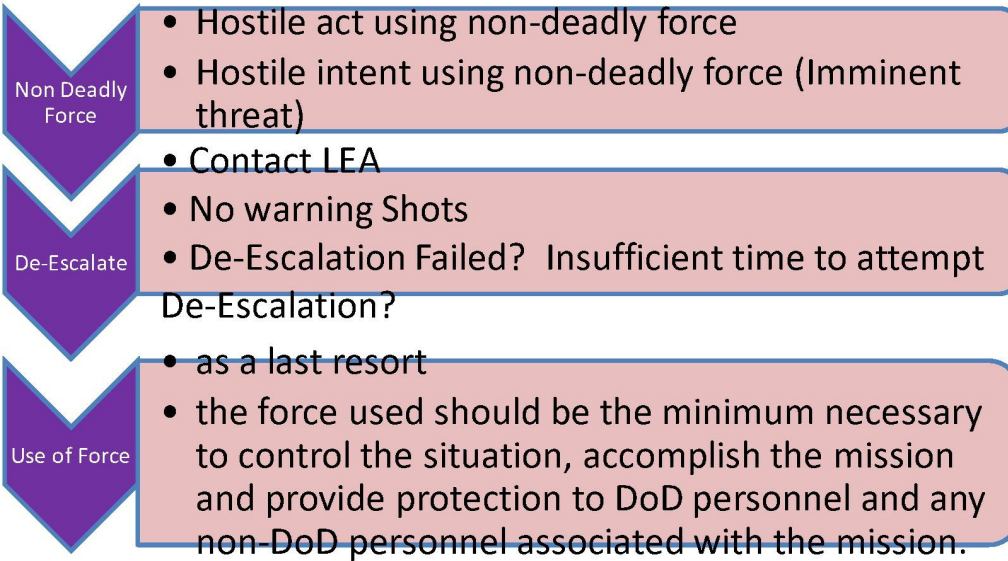 Non Deadly
Force
• Hostile act using non-deadly force
• Hostile intent using non-deadly force (Imminent
threat)
De-Escalate
• Contact LEA
• No warning Shots
• De-Escalation Failed?  Insufficient time to attempt
De-Escalation?
Use of Force
• as a last resort
• the force used should be the minimum necessary
to control the situation, accomplish the mission
and provide protection to DoD personnel and any
non-DoD personnel associated with the mission.